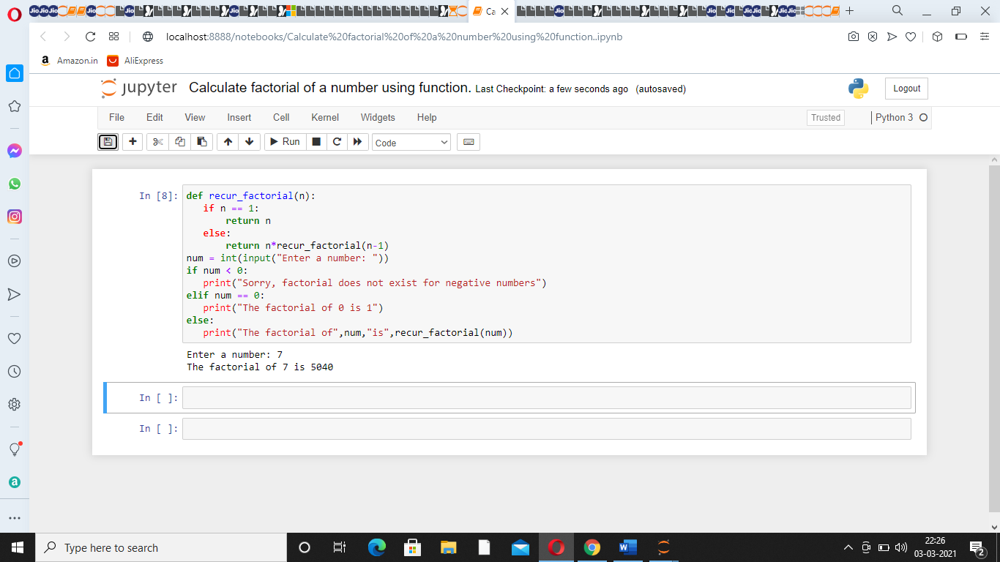 Ca
localhost:8888/notebooks/Calculate%20factorial%20of%20a%20number%20using%20function..ipynb
Amazon.in AliExpress
jupyter Calculate factorial of a number using function. Last Checkpoint: a few seconds ago (autosaved) Logout
File Edit View Insert Cell Kernel Widgets Help Trusted Python 3
Run Code
In [8]: def recur_factorial(n):
   if n == 1:
       return n
   else:
       return n*recur_factorial(n-1)
num = int(input("Enter a number: "))
if num < 0:
   print("Sorry, factorial does not exist for negative numbers")
elif num == 0:
   print("The factorial of 0 is 1")
else:
   print("The factorial of",num,"is",recur_factorial(num))
Enter a number: 7
The factorial of 7 is 5040
In [ ]:
In [ ]:
Type here to search
22:26
03-03-2021
2